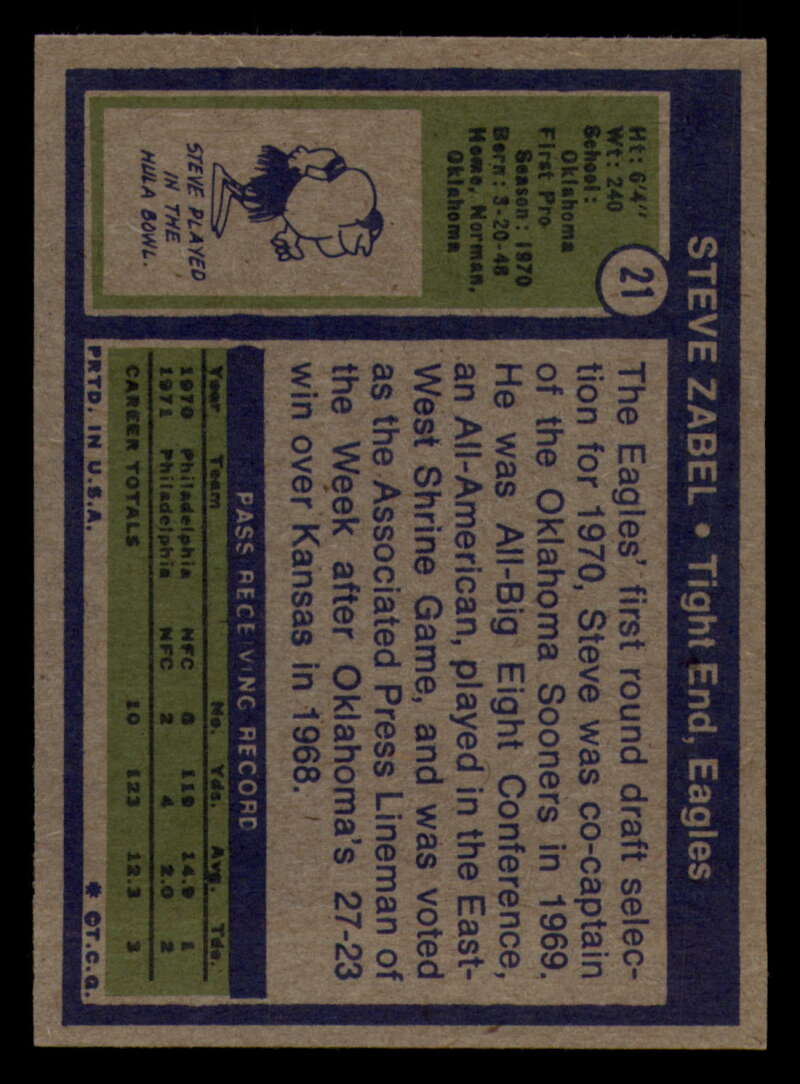 STEVE ZABEL • Tight End, Eagles
21
Ht: 6'4"
Wt: 240
School:
Oklahoma
First Pro
Season: 1970
Born: 3-20-48
Home, Norman,
Oklahoma
STEVE PLAYED
IN THE
HULA BOWL.
The Eagles' first round draft selec-
tion for 1970, Steve was co-captain
of the Oklahoma Sooners in 1969.
He was All-Big Eight Conference,
an All-American, played in the East-
West Shrine Game, and was voted
as the Associated Press Lineman of
the Week after Oklahoma's 27-23
win over Kansas in 1968.
PASS RECEIVING RECORD
Year Team No. Yds. Avg. Tds.
1970 Philadelphia NFC 8 119 14.9 1
1971 Philadelphia NFC 2 4 2.0 2
CAREER TOTALS 10 123 12.3 3
PRTD. IN U.S.A.
* ©T.C.G.